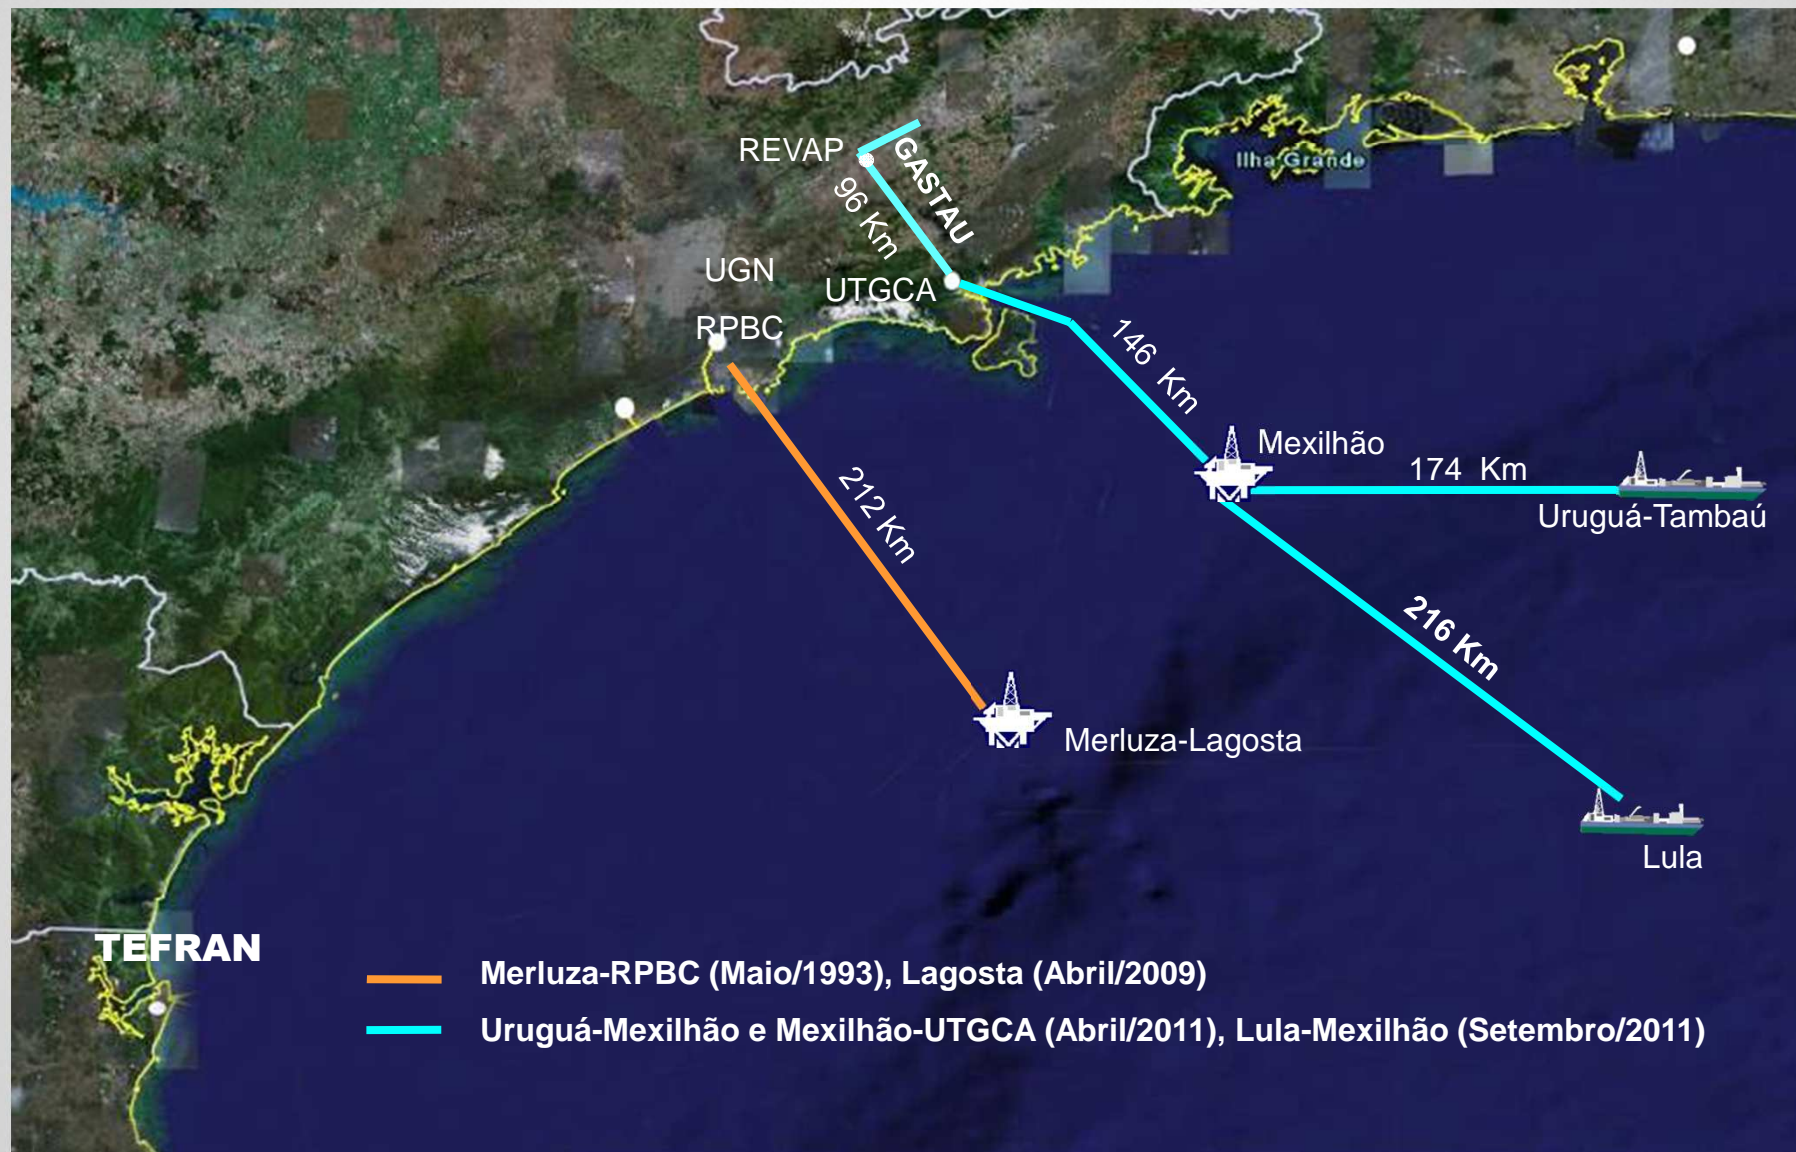 REVAP
GASTAU
Ilha Grande
96 Km
UGN
UTGCA
RPBC
146 Km
Mexilhão
174 Km
Uruguá-Tambaú
212 Km
216 Km
Merluza-Lagosta
Lula
TEFRAN
Merluza-RPBC (Maio/1993), Lagosta (Abril/2009)
Uruguá-Mexilhão e Mexilhão-UTGCA (Abril/2011), Lula-Mexilhão (Setembro/2011)